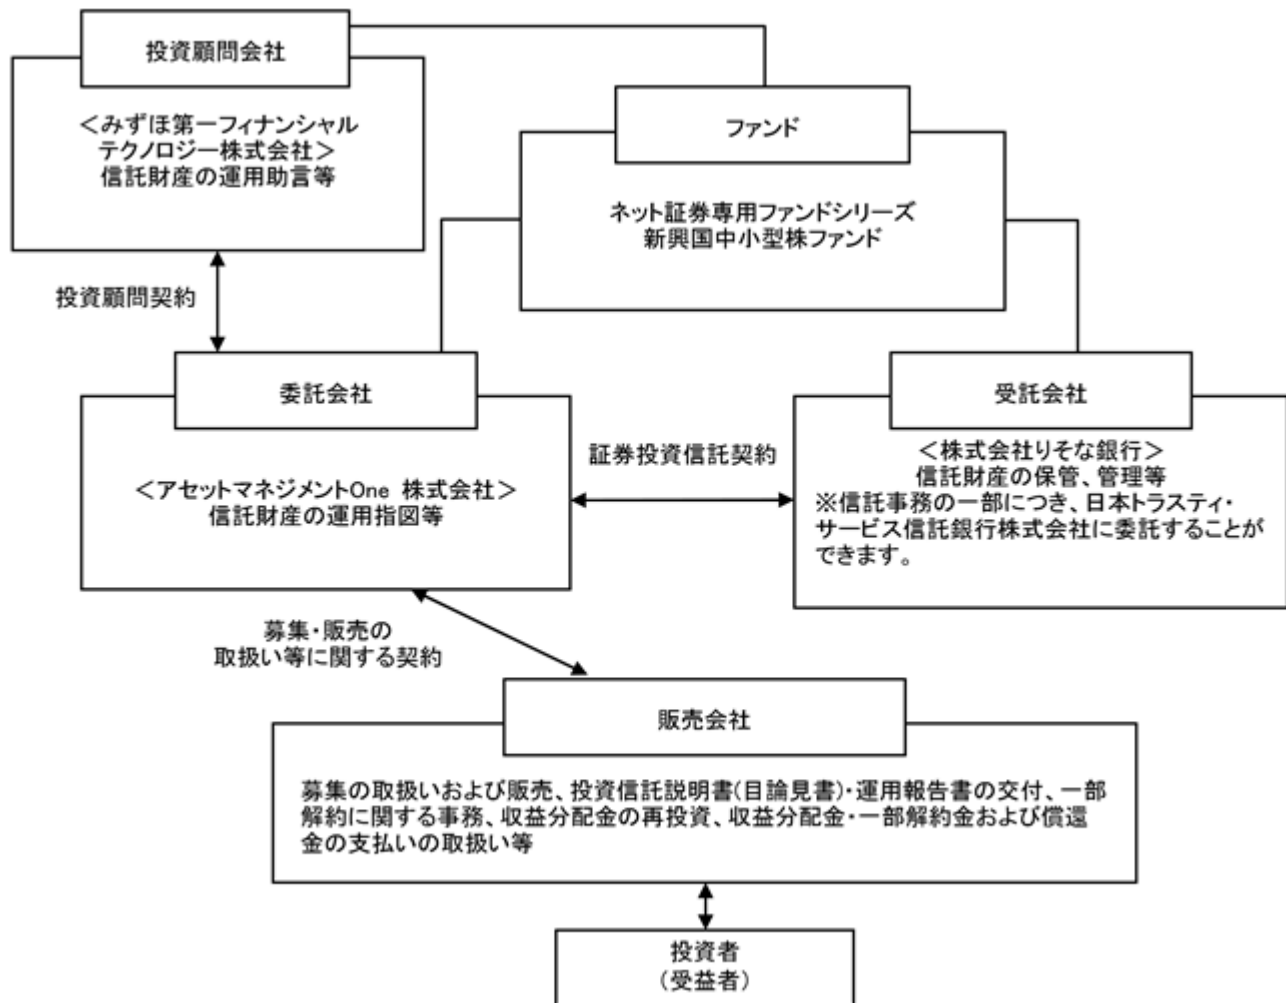 投資顧問会社
<みずほ第一フィナンシャル
テクノロジー株式会社>
信託財産の運用助言等
ファンド
ネット証券専用ファンドシリーズ
新興国中小型株ファンド
投資顧問契約
委託会社
<アセットマネジメントOne 株式会社>
信託財産の運用指図等
証券投資信託契約
受託会社
<株式会社りそな銀行>
信託財産の保管、管理等
※信託事務の一部につき、日本トラスティ・
サービス信託銀行株式会社に委託することが
できます。
募集・販売の
取扱い等に関する契約
販売会社
募集の取扱いおよび販売、投資信託説明書(目論見書)・運用報告書の交付、一部
解約に関する事務、収益分配金の再投資、収益分配金・一部解約金および償還
金の支払いの取扱い等
投資者
(受益者)